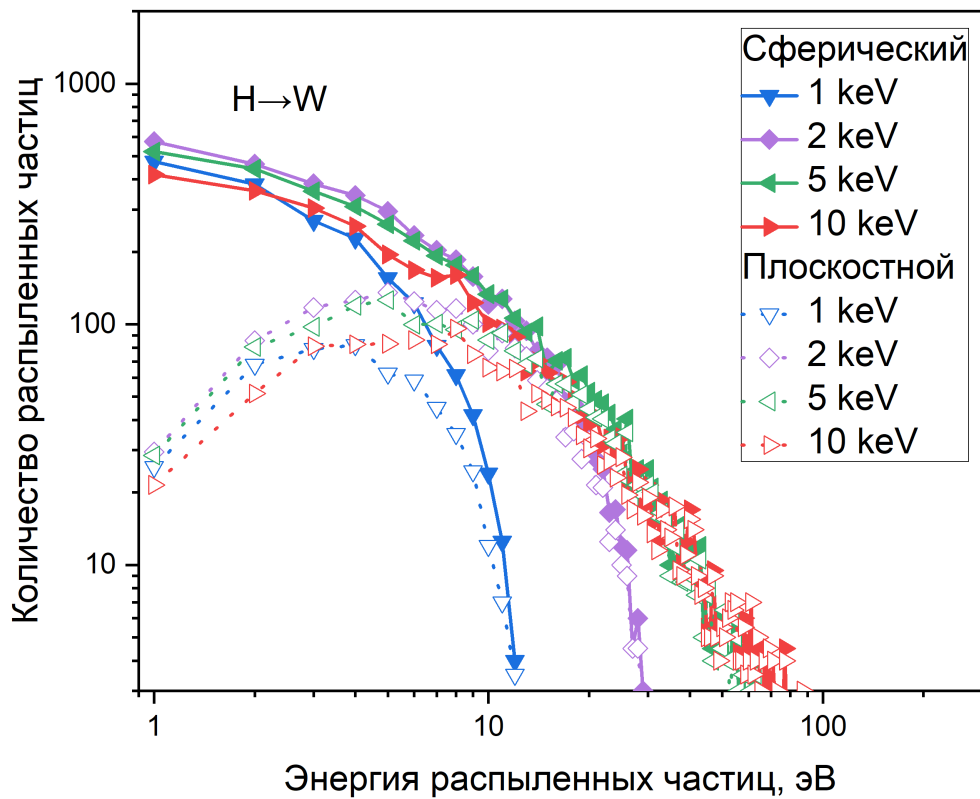 Сферический
1 keV
2 keV
5 keV
10 keV
Плоскостной
1 keV
2 keV
5 keV
10 keV
H→W
Количество распыленных частиц
1000
100
10
1
10
100
Энергия распыленных частиц, эВ